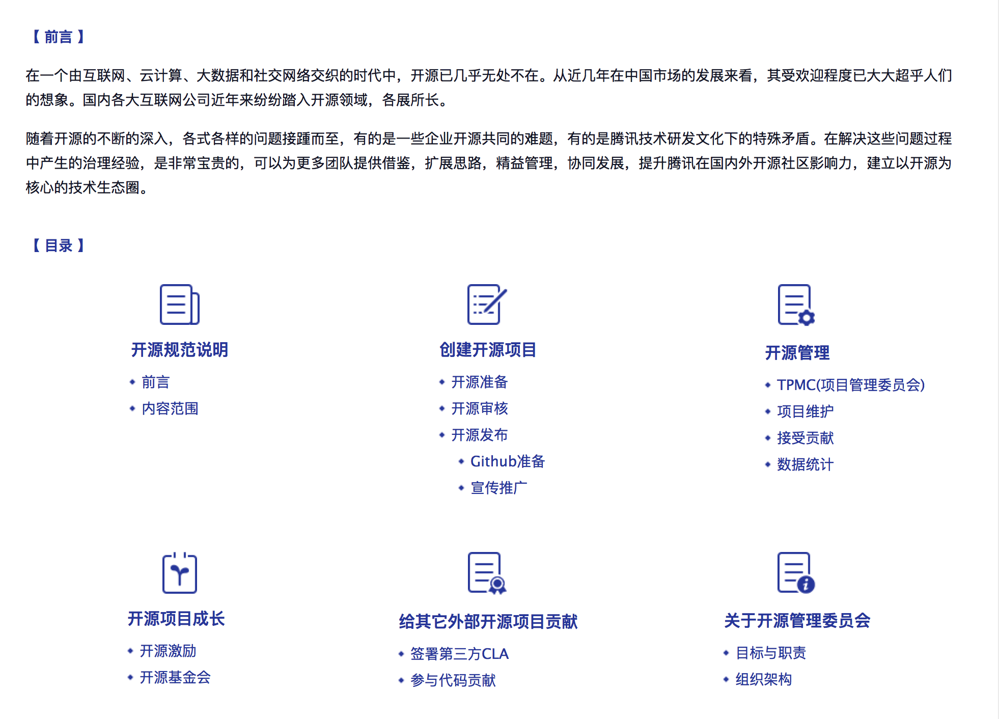 【 前言 】
在一个由互联网、云计算、大数据和社交网络交织的时代中，开源已几乎无处不在。从近几年在中国市场的发展来看，其受欢迎程度已大大超乎人们
的想象。国内各大互联网公司近年来纷纷踏入开源领域，各展所长。
随着开源的不断的深入，各式各样的问题接踵而至，有的是一些企业开源共同的难题，有的是腾讯技术研发文化下的特殊矛盾。在解决这些问题过程
中产生的治理经验，是非常宝贵的，可以为更多团队提供借鉴，扩展思路，精益管理，协同发展，提升腾讯在国内外开源社区影响力，建立以开源为
核心的技术生态圈。
【 目录 】
开源规范说明
前言
内容范围
创建开源项目
开源准备
开源审核
开源发布
Github准备
宣传推广
开源管理
TPMC(项目管理委员会)
项目维护
接受贡献
数据统计
开源项目成长
开源激励
开源基金会
给其它外部开源项目贡献
签署第三方CLA
参与代码贡献
关于开源管理委员会
目标与职责
组织架构